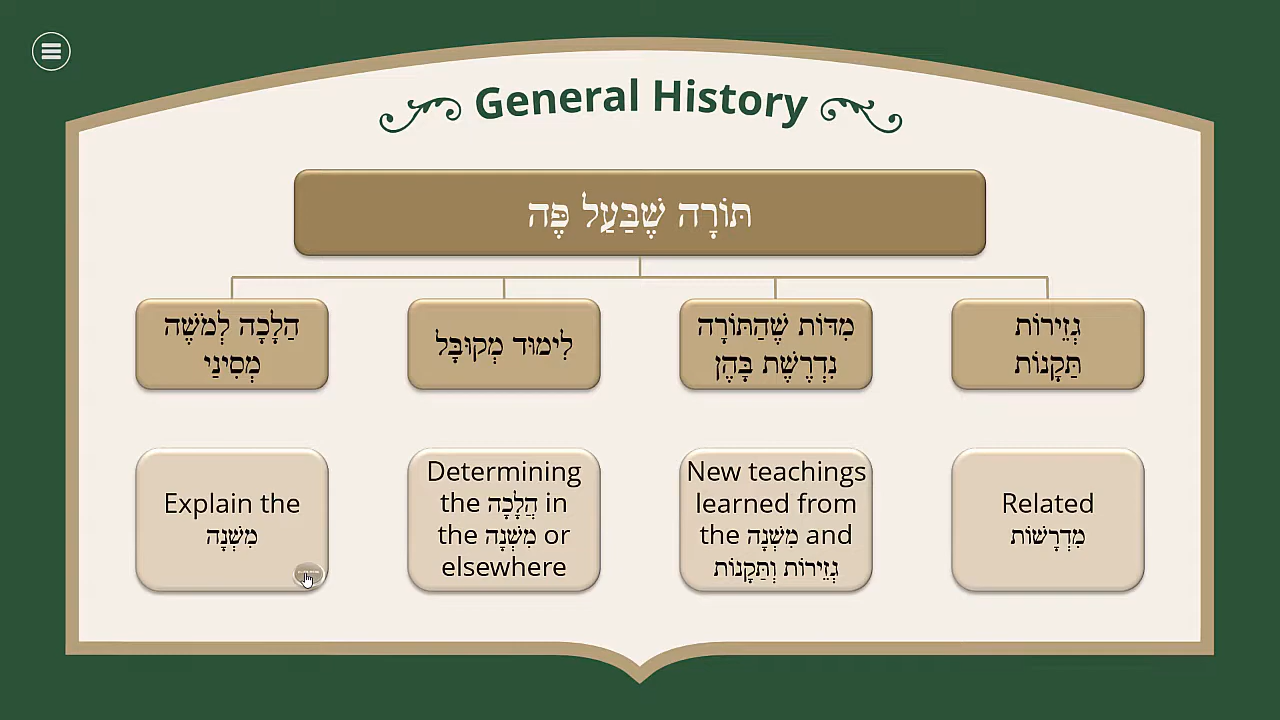 General History
תּוֹרָה שֶׁבַּעַל פֶּה
הַלָכָה לְמֹשֶׁה
מְסִינַי
לִימוּד מְקוּבָּל
מִדּוֹת שֶׁהַתּוֹרָה
נִדְרֶשֶׁת בָּהֶן
גְזֵירוֹת
תַּקָנוֹת
Explain the
מִשְׁנָה
Determining
the הֲלָכָה in
the מִשְׁנָה or
elsewhere
New teachings
learned from
the מִשְׁנָה and
גְזֵירוֹת וְתַּקָנוֹת
Related
מִדְרָשׁוֹת